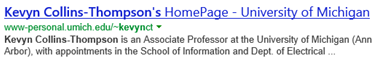 Kevyn Collins-Thompson's HomePage - University of Michigan
www-personal.umich.edu/~kevynct
Kevyn Collins-Thompson is an Associate Professor at the University of Michigan (Ann
Arbor), with appointments in the School of Information and Dept. of Electrical ...